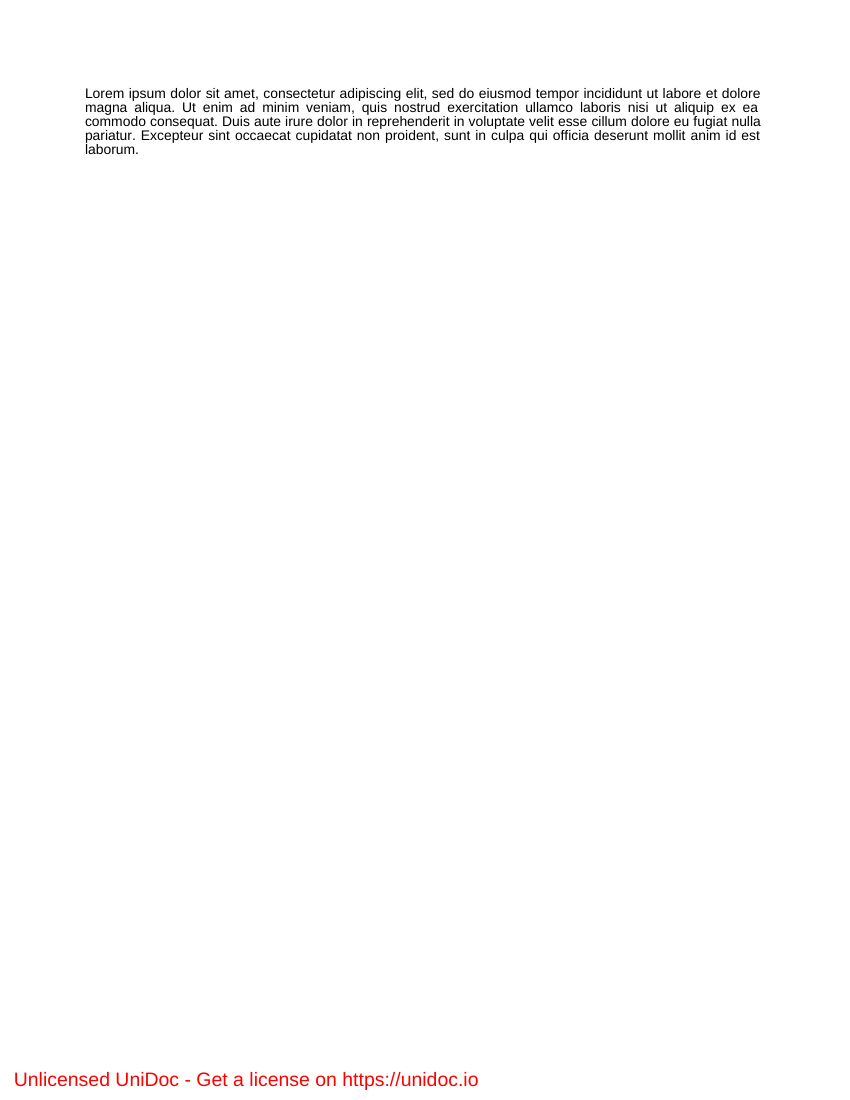 Lorem ipsum dolor sit amet, consectetur adipiscing elit, sed do eiusmod tempor incididunt ut labore et dolore
magna aliqua. Ut enim ad minim veniam, quis nostrud exercitation ullamco laboris nisi ut aliquip ex ea
commodo consequat. Duis aute irure dolor in reprehenderit in voluptate velit esse cillum dolore eu fugiat nulla
pariatur. Excepteur sint occaecat cupidatat non proident, sunt in culpa qui officia deserunt mollit anim id est
laborum.
Unlicensed UniDoc - Get a license on https://unidoc.io